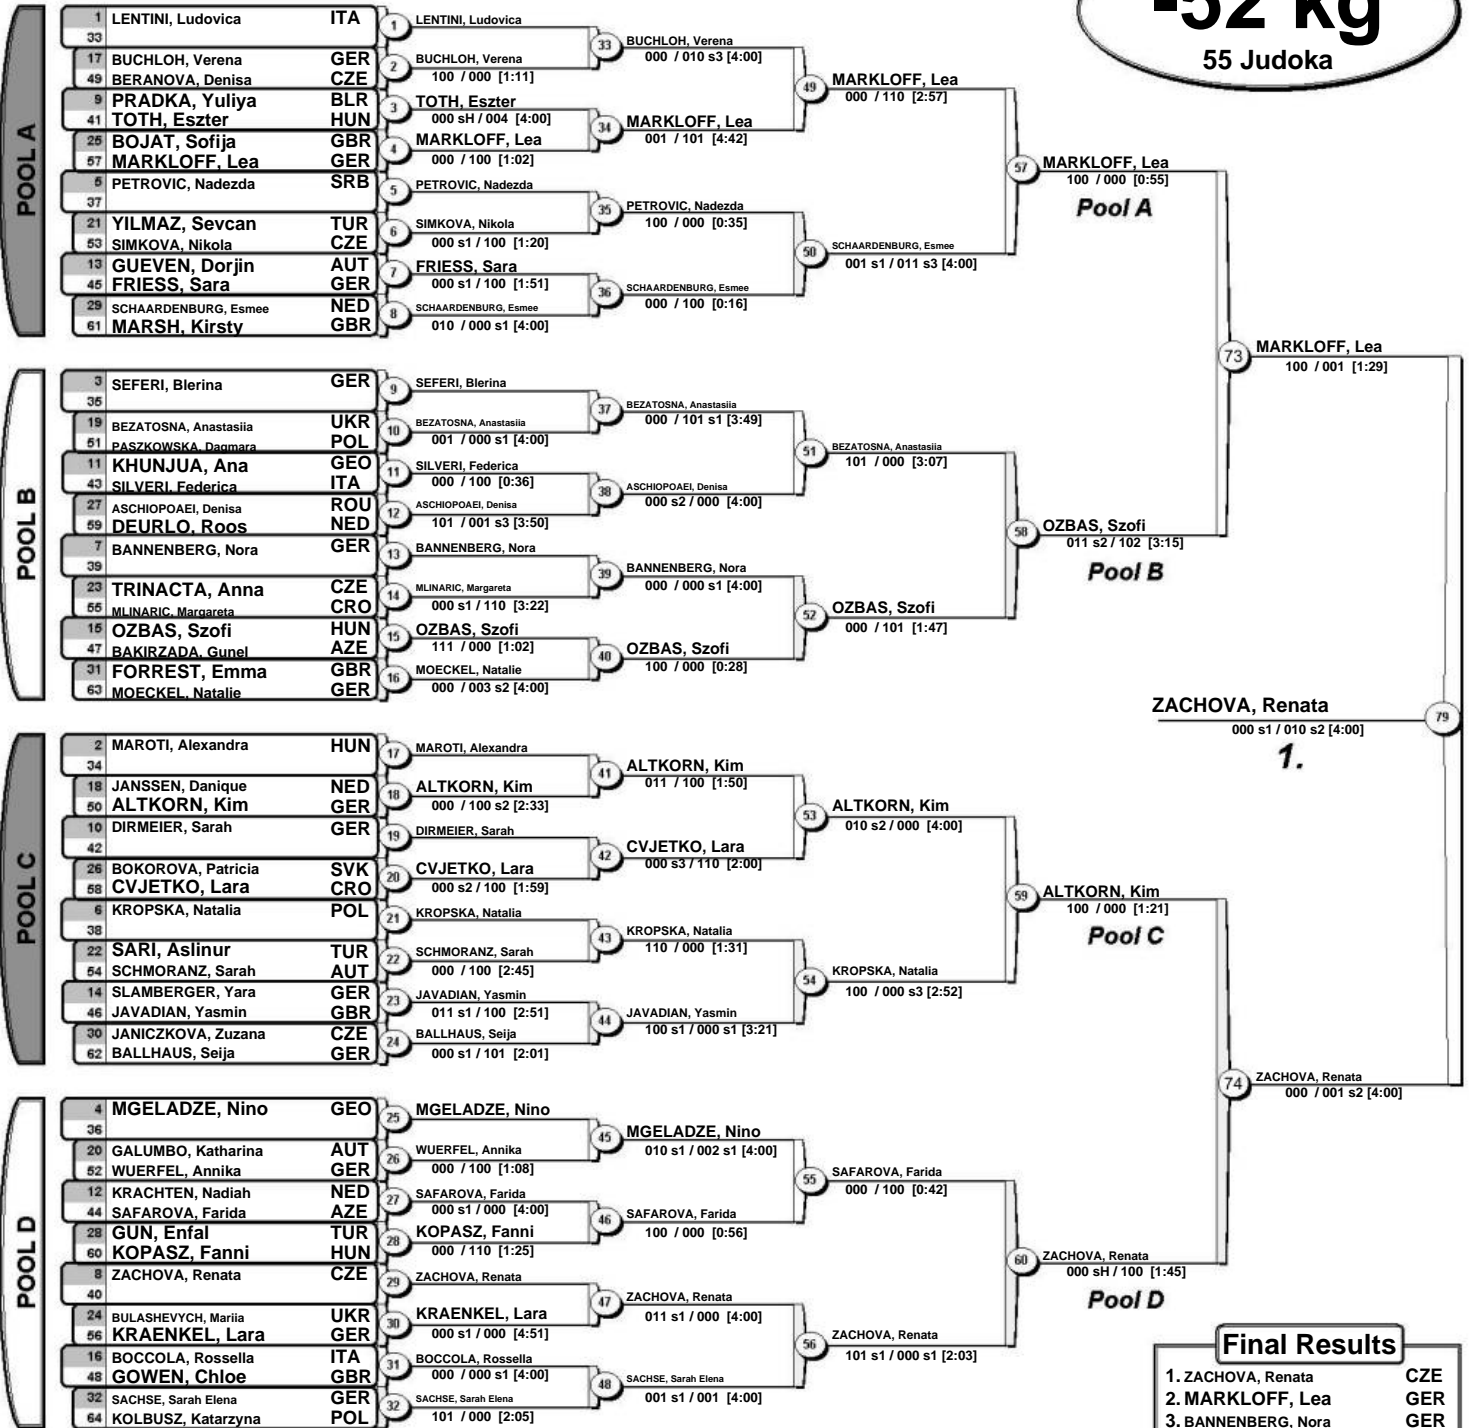 -52 kg
55 Judoka
POOL A
1 LENTINI, Ludovica ITA
33
17 BUCHLOH, Verena GER
49 BERANOVA, Denisa CZE
9 PRADKA, Yuliya BLR
41 TOTH, Eszter HUN
25 BOJAT, Sofija GBR
57 MARKLOFF, Lea GER
5 PETROVIC, Nadezda SRB
37
21 YILMAZ, Sevcan TUR
53 SIMKOVA, Nikola CZE
13 GUEVEN, Dorjin AUT
45 FRIESS, Sara GER
29 SCHAARDENBURG, Esmee NED
61 MARSH, Kirsty GBR
1 LENTINI, Ludovica
2 BUCHLOH, Verena
100 / 000 [1:11]
3 TOTH, Eszter
000 sH / 004 [4:00]
4 MARKLOFF, Lea
000 / 100 [1:02]
5 PETROVIC, Nadezda
6 SIMKOVA, Nikola
000 s1 / 100 [1:20]
7 FRIESS, Sara
000 s1 / 100 [1:51]
8 SCHAARDENBURG, Esmee
010 / 000 s1 [4:00]
33 BUCHLOH, Verena
000 / 010 s3 [4:00]
34 MARKLOFF, Lea
001 / 101 [4:42]
35 PETROVIC, Nadezda
100 / 000 [0:35]
36 SCHAARDENBURG, Esmee
000 / 100 [0:16]
49 MARKLOFF, Lea
000 / 110 [2:57]
50 SCHAARDENBURG, Esmee
001 s1 / 011 s3 [4:00]
57 MARKLOFF, Lea
100 / 000 [0:55]
Pool A
POOL B
3 SEFERI, Blerina GER
35
19 BEZATOSNA, Anastasiia UKR
51 PASZKOWSKA, Dagmara POL
11 KHUNJUA, Ana GEO
43 SILVERI, Federica ITA
27 ASCHIOPOAEI, Denisa ROU
59 DEURLO, Roos NED
7 BANNENBERG, Nora GER
39
23 TRINACTA, Anna CZE
55 MLINARIC, Margareta CRO
15 OZBAS, Szofi HUN
47 BAKIRZADA, Gunel AZE
31 FORREST, Emma GBR
63 MOECKEL, Natalie GER
9 SEFERI, Blerina
10 BEZATOSNA, Anastasiia
001 / 000 s1 [4:00]
11 SILVERI, Federica
000 / 100 [0:36]
12 ASCHIOPOAEI, Denisa
101 / 001 s3 [3:50]
13 BANNENBERG, Nora
14 MLINARIC, Margareta
000 s1 / 110 [3:22]
15 OZBAS, Szofi
111 / 000 [1:02]
16 MOECKEL, Natalie
000 / 003 s2 [4:00]
37 BEZATOSNA, Anastasiia
000 / 101 s1 [3:49]
38 ASCHIOPOAEI, Denisa
000 s2 / 000 [4:00]
39 BANNENBERG, Nora
000 / 000 s1 [4:00]
40 OZBAS, Szofi
100 / 000 [0:28]
51 BEZATOSNA, Anastasiia
101 / 000 [3:07]
52 OZBAS, Szofi
000 / 101 [1:47]
58 OZBAS, Szofi
011 s2 / 102 [3:15]
Pool B
73 MARKLOFF, Lea
100 / 001 [1:29]
ZACHOVA, Renata 79
000 s1 / 010 s2 [4:00]
1.
POOL C
2 MAROTI, Alexandra HUN
34
18 JANSSEN, Danique NED
50 ALTKORN, Kim GER
10 DIRMEIER, Sarah GER
42
26 BOKOROVA, Patricia SVK
58 CVJETKO, Lara CRO
6 KROPSKA, Natalia POL
38
22 SARI, Aslinur TUR
54 SCHMORANZ, Sarah AUT
14 SLAMBERGER, Yara GER
46 JAVADIAN, Yasmin GBR
30 JANICZKOVA, Zuzana CZE
62 BALLHAUS, Seija GER
17 MAROTI, Alexandra
18 ALTKORN, Kim
000 / 100 s2 [2:33]
19 DIRMEIER, Sarah
20 CVJETKO, Lara
000 s2 / 100 [1:59]
21 KROPSKA, Natalia
22 SCHMORANZ, Sarah
000 / 100 [2:45]
23 JAVADIAN, Yasmin
011 s1 / 100 [2:51]
24 BALLHAUS, Seija
000 s1 / 101 [2:01]
41 ALTKORN, Kim
011 / 100 [1:50]
42 CVJETKO, Lara
000 s3 / 110 [2:00]
43 KROPSKA, Natalia
110 / 000 [1:31]
44 JAVADIAN, Yasmin
100 s1 / 000 s1 [3:21]
53 ALTKORN, Kim
010 s2 / 000 [4:00]
54 KROPSKA, Natalia
100 / 000 s3 [2:52]
59 ALTKORN, Kim
100 / 000 [1:21]
Pool C
POOL D
4 MGELADZE, Nino GEO
36
20 GALUMBO, Katharina AUT
52 WUERFEL, Annika GER
12 KRACHTEN, Nadiah NED
44 SAFAROVA, Farida AZE
28 GUN, Enfal TUR
60 KOPASZ, Fanni HUN
8 ZACHOVA, Renata CZE
40
24 BULASHEVYCH, Mariia UKR
56 KRAENKEL, Lara GER
16 BOCCOLA, Rossella ITA
48 GOWEN, Chloe GBR
32 SACHSE, Sarah Elena GER
64 KOLBUSZ, Katarzyna POL
25 MGELADZE, Nino
26 WUERFEL, Annika
000 / 100 [1:08]
27 SAFAROVA, Farida
000 s1 / 000 [4:00]
28 KOPASZ, Fanni
000 / 110 [1:25]
29 ZACHOVA, Renata
30 KRAENKEL, Lara
000 s1 / 000 [4:51]
31 BOCCOLA, Rossella
000 / 000 s1 [4:00]
32 SACHSE, Sarah Elena
101 / 000 [2:05]
45 MGELADZE, Nino
010 s1 / 002 s1 [4:00]
46 SAFAROVA, Farida
100 / 000 [0:56]
47 ZACHOVA, Renata
011 s1 / 000 [4:00]
48 SACHSE, Sarah Elena
001 s1 / 001 [4:00]
55 SAFAROVA, Farida
000 / 100 [0:42]
56 ZACHOVA, Renata
101 s1 / 000 s1 [2:03]
60 ZACHOVA, Renata
000 sH / 100 [1:45]
Pool D
74 ZACHOVA, Renata
000 / 001 s2 [4:00]
Final Results
1. ZACHOVA, Renata CZE
2. MARKLOFF, Lea GER
3. BANNENBERG, Nora GER